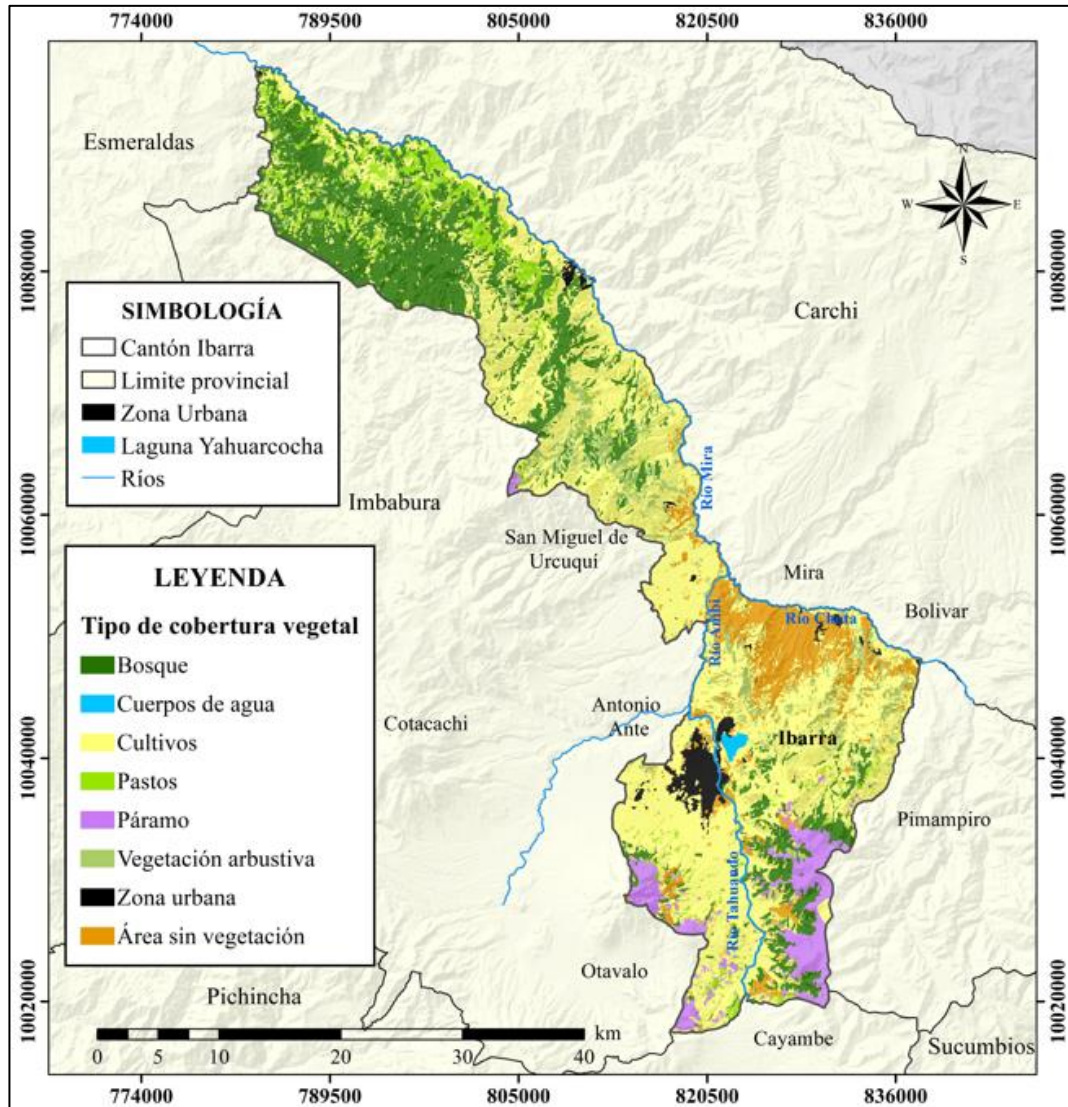 774000 789500 805000 820500 836000
Esmeraldas
N
W E
S
10080000 10080000
Carchi
SIMBOLOGÍA
Cantón Ibarra
Limite provincial
Zona Urbana
Laguna Yahuarcocha
Ríos
Río Mira
Imbabura
10060000 10060000
San Miguel de
Urcuquí
Mira
Bolivar
Río Chota
Río Ambi
LEYENDA
Tipo de cobertura vegetal
Bosque
Cuerpos de agua
Cultivos
Pastos
Páramo
Vegetación arbustiva
Zona urbana
Área sin vegetación
Antonio
Ante
Cotacachi
Ibarra
10040000 10040000
Pimampiro
Río Tahuando
Otavalo
Pichincha
10020000 10020000
Cayambe
Sucumbios
km
0 5 10 20 30 40
774000 789500 805000 820500 836000